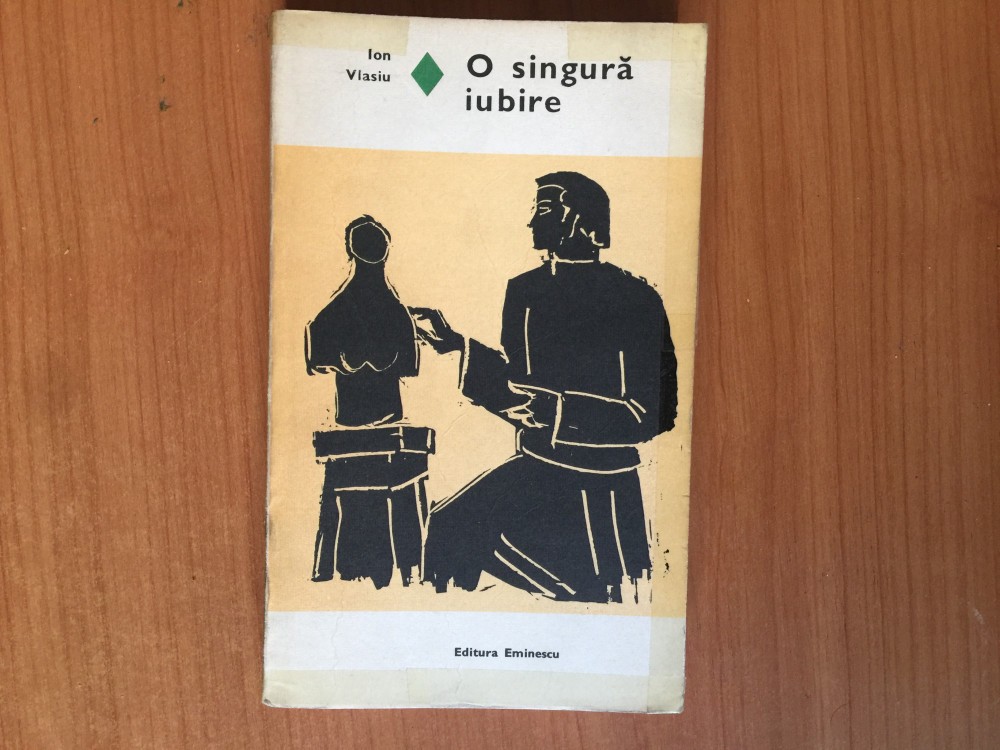 Ion
Vlasiu
O singură
iubire
Editura Eminescu